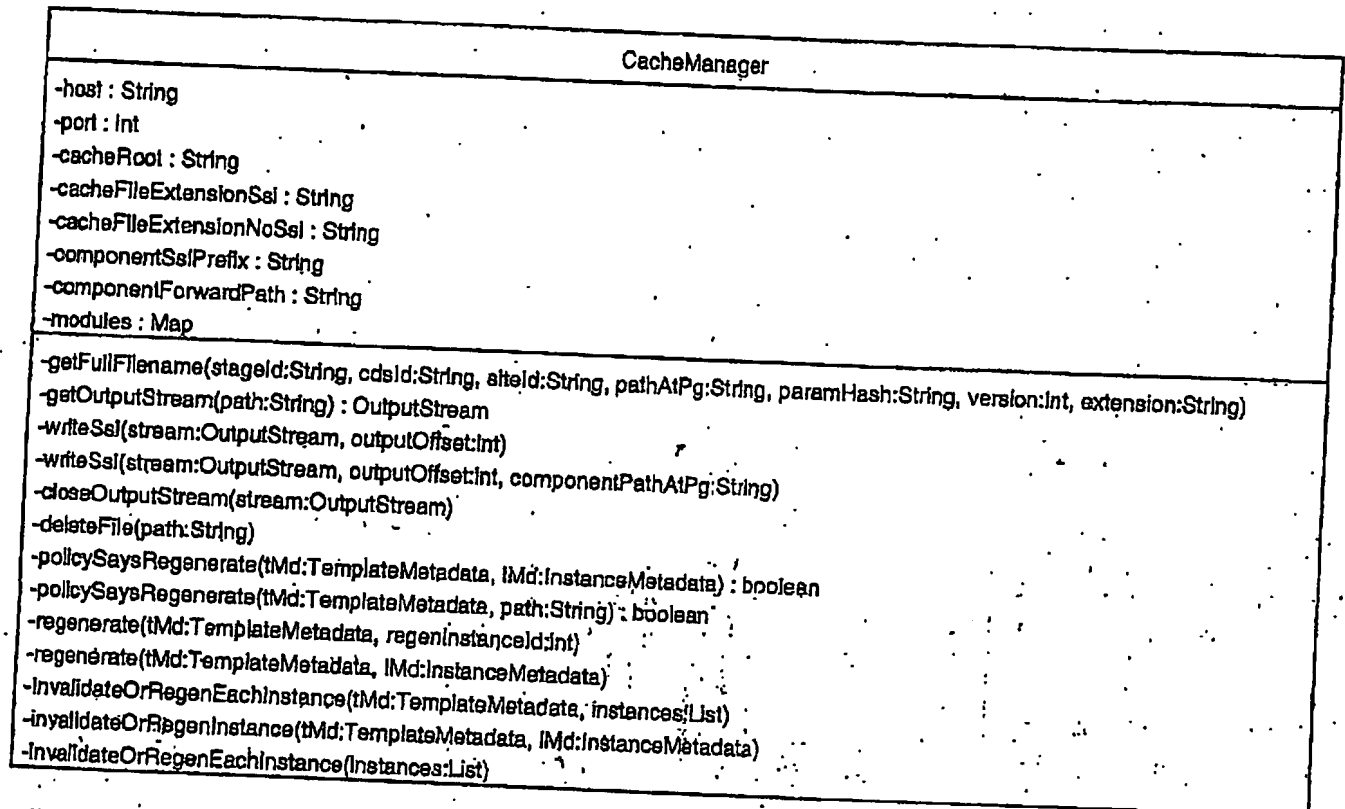 CacheManager
-host : String
-port : int
-cacheRoot : String
-cacheFileExtensionSsi : String
-cacheFileExtensionNoSsi : String
-componentSsiPrefix : String
-componentForwardPath : String
-modules : Map
-getFullFilename(stageId:String, cdsId:String, siteId:String, pathAtPg:String, paramHash:String, version:int, extension:String)
-getOutputStream(path:String) : OutputStream
-writeSsi(stream:OutputStream, outputOffset:int)
-writeSsi(stream:OutputStream, outputOffset:int, componentPathAtPg:String)
-closeOutputStream(stream:OutputStream)
-deleteFile(path:String)
-policySaysRegenerate(tMd:TemplateMetadata, iMd:InstanceMetadata) : boolean
-policySaysRegenerate(tMd:TemplateMetadata, path:String) : boolean
-regenerate(tMd:TemplateMetadata, regenInstanceId:int)
-regenerate(tMd:TemplateMetadata, iMd:InstanceMetadata)
-invalidateOrRegenEachInstance(tMd:TemplateMetadata, instances:List)
-invalidateOrRegenInstance(tMd:TemplateMetadata, iMd:InstanceMetadata)
-invalidateOrRegenEachInstance(instances:List)